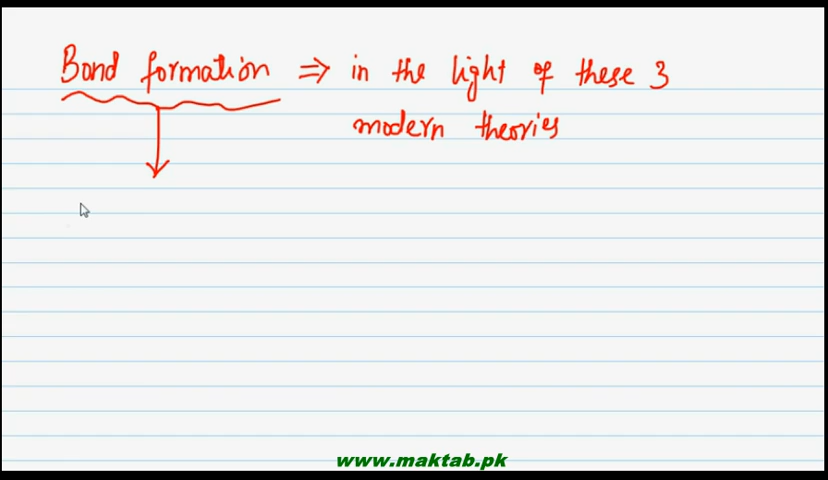 Bond formation ⇒ in the light of these 3
modern theories
www.maktab.pk